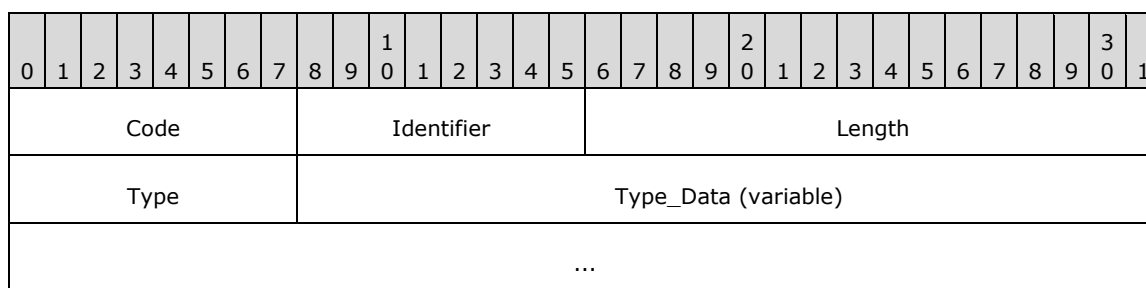 1 2 3
0 1 2 3 4 5 6 7 8 9 0 1 2 3 4 5 6 7 8 9 0 1 2 3 4 5 6 7 8 9 0 1
Code Identifier Length
Type Type_Data (variable)
...